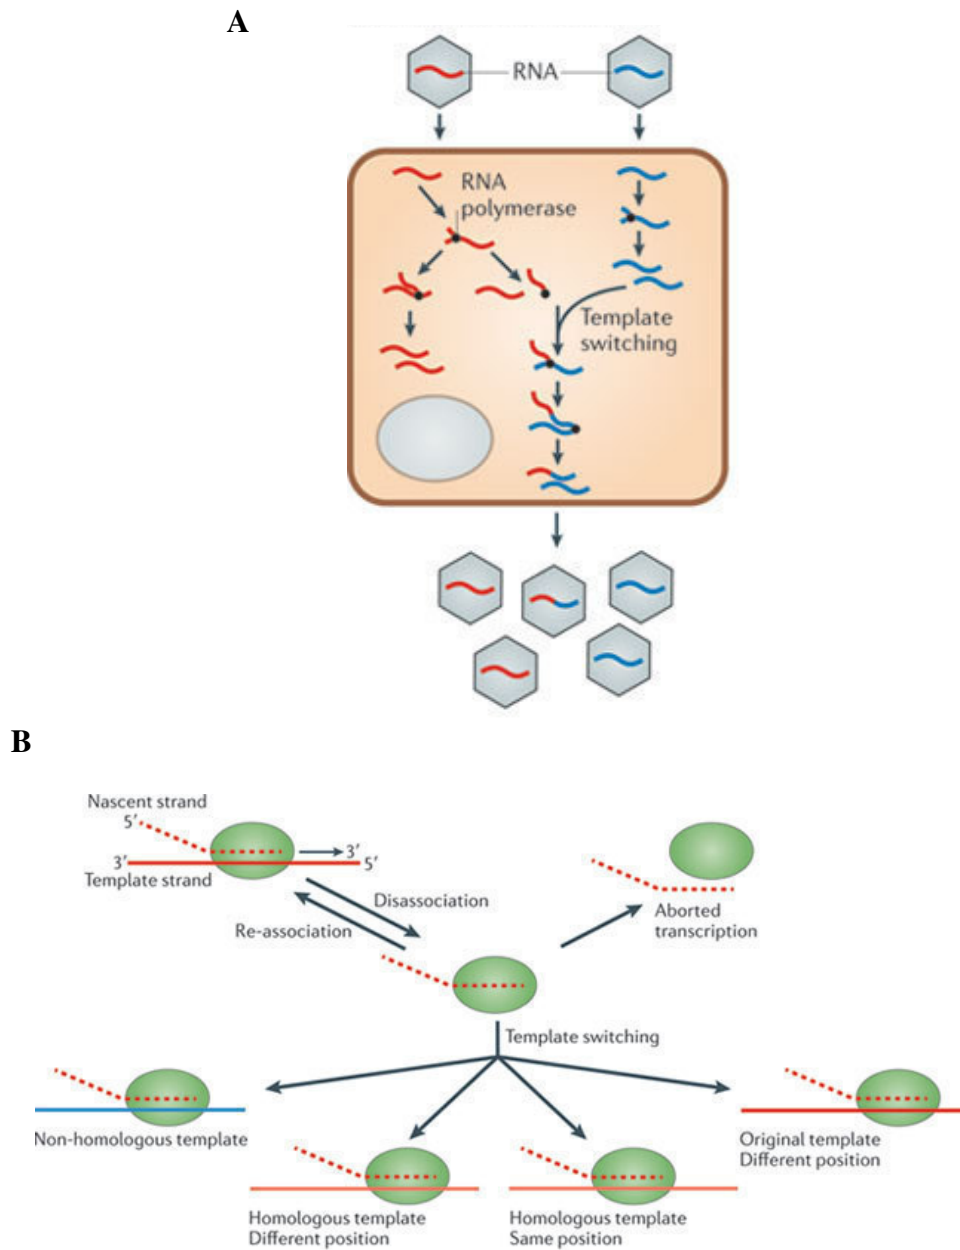 A
RNA
RNA
polymerase
Template
switching
B
Nascent strand
5′
3′
3′
5′
Template strand
Disassociation
Re-association
Aborted
transcription
Template switching
Non-homologous template
Original template
Different position
Homologous template
Different position
Homologous template
Same position